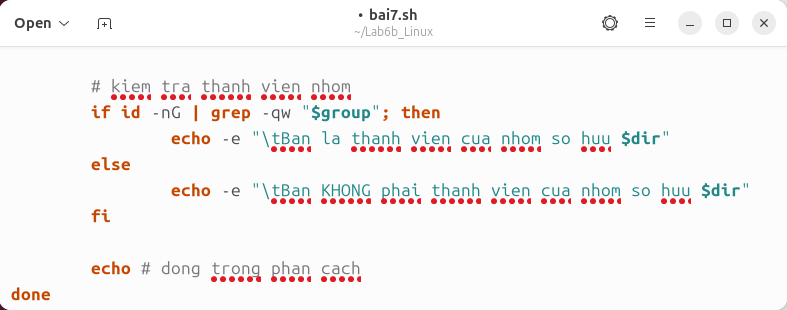 Open
• bai7.sh
~/Lab6b_Linux
# kiem tra thanh vien nhom
if id -nG | grep -qw "$group"; then
echo -e "\tBan la thanh vien cua nhom so huu $dir"
else
echo -e "\tBan KHONG phai thanh vien cua nhom so huu $dir"
fi
echo # dong trong phan cach
done